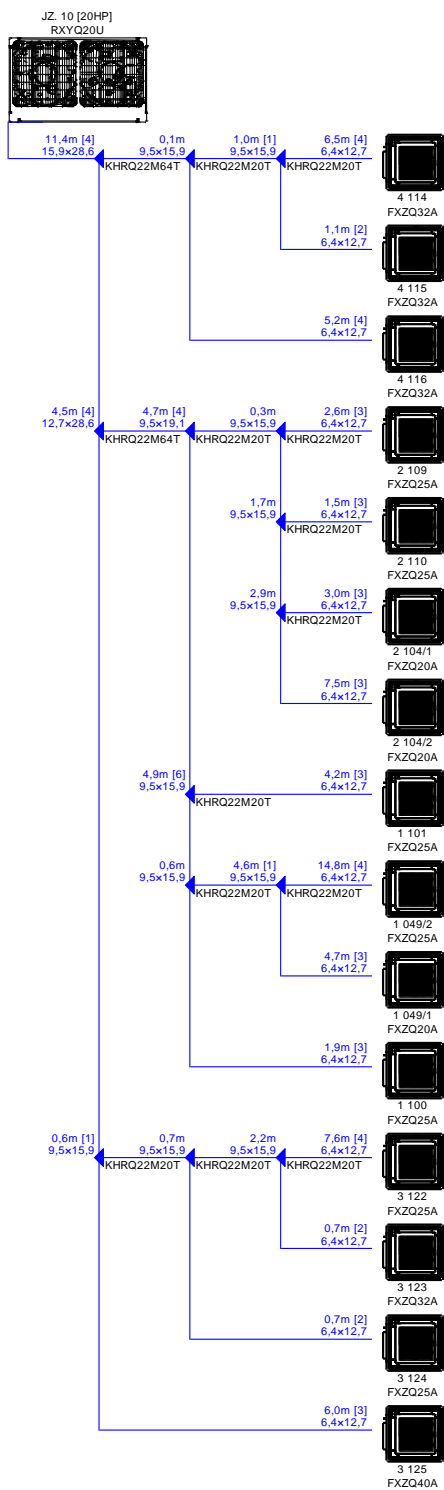 JZ. 10 [20HP]
RXYQ20U
11,4m [4]
15,9×28,6
KHRQ22M64T
0,1m
9,5×15,9
KHRQ22M20T
1,0m [1]
9,5×15,9
KHRQ22M20T
6,5m [4]
6,4×12,7
4 114
FXZQ32A
1,1m [2]
6,4×12,7
4 115
FXZQ32A
5,2m [4]
6,4×12,7
4 116
FXZQ32A
4,5m [4]
12,7×28,6
KHRQ22M64T
4,7m [4]
9,5×19,1
KHRQ22M20T
0,3m
9,5×15,9
KHRQ22M20T
2,6m [3]
6,4×12,7
2 109
FXZQ25A
1,7m
9,5×15,9
KHRQ22M20T
1,5m [3]
6,4×12,7
2 110
FXZQ25A
2,9m
9,5×15,9
KHRQ22M20T
3,0m [3]
6,4×12,7
2 104/1
FXZQ20A
7,5m [3]
6,4×12,7
2 104/2
FXZQ20A
4,9m [6]
9,5×15,9
KHRQ22M20T
4,2m [3]
6,4×12,7
1 101
FXZQ25A
0,6m
9,5×15,9
KHRQ22M20T
4,6m [1]
9,5×15,9
KHRQ22M20T
14,8m [4]
6,4×12,7
1 049/2
FXZQ25A
4,7m [3]
6,4×12,7
1 049/1
FXZQ20A
1,9m [3]
6,4×12,7
1 100
FXZQ25A
0,6m [1]
9,5×15,9
KHRQ22M20T
0,7m
9,5×15,9
KHRQ22M20T
2,2m
9,5×15,9
KHRQ22M20T
7,6m [4]
6,4×12,7
3 122
FXZQ25A
0,7m [2]
6,4×12,7
3 123
FXZQ32A
0,7m [2]
6,4×12,7
3 124
FXZQ25A
6,0m [3]
6,4×12,7
3 125
FXZQ40A